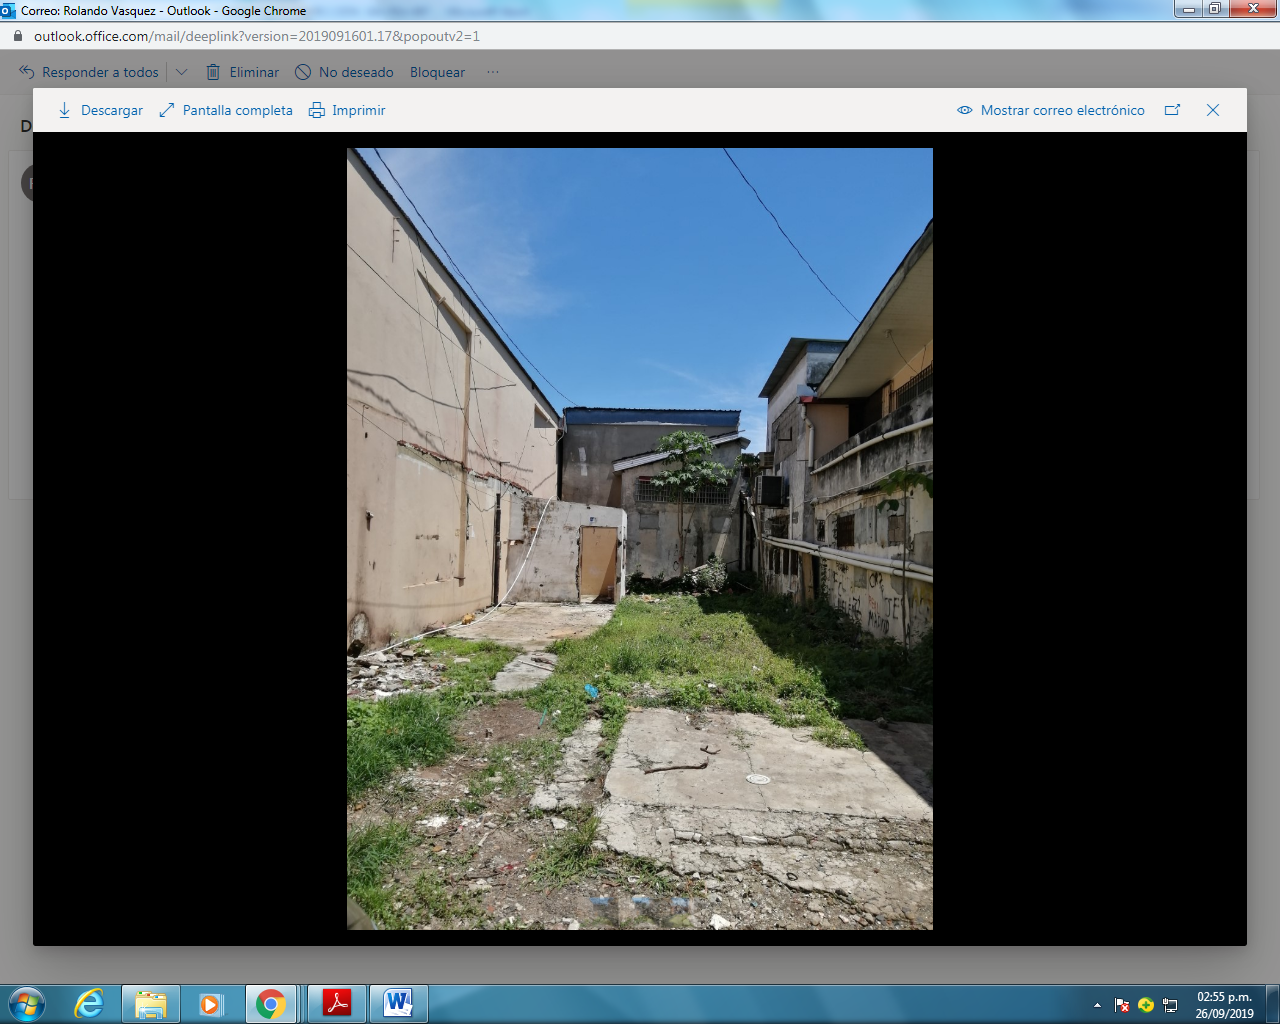 Correo: Rolando Vasquez - Outlook - Google Chrome
outlook.office.com/mail/deeplink?version=2019091601.17&popoutv2=1
Responder a todos
Eliminar
No deseado
Bloquear
Descargar
Pantalla completa
Imprimir
Mostrar correo electrónico
02:55 p.m.
26/09/2019